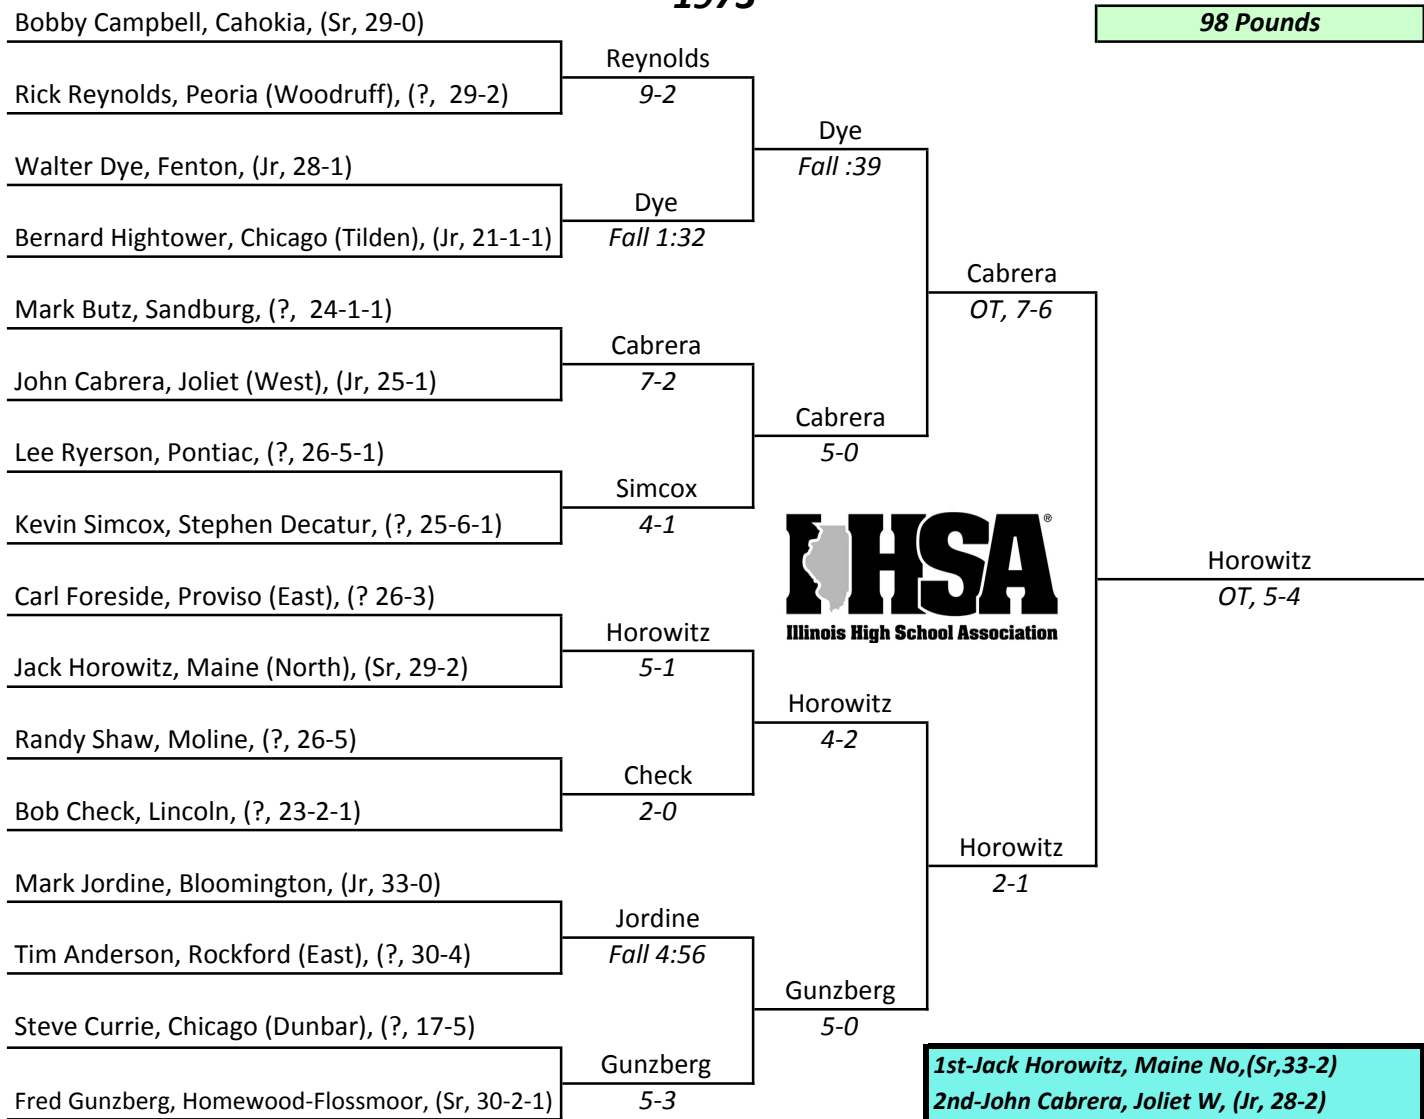 1975
98 Pounds
Bobby Campbell, Cahokia, (Sr, 29-0)
Rick Reynolds, Peoria (Woodruff), (?, 29-2)
Walter Dye, Fenton, (Jr, 28-1)
Bernard Hightower, Chicago (Tilden), (Jr, 21-1-1)
Mark Butz, Sandburg, (?, 24-1-1)
John Cabrera, Joliet (West), (Jr, 25-1)
Lee Ryerson, Pontiac, (?, 26-5-1)
Kevin Simcox, Stephen Decatur, (?, 25-6-1)
Carl Foreside, Proviso (East), (? 26-3)
Jack Horowitz, Maine (North), (Sr, 29-2)
Randy Shaw, Moline, (?, 26-5)
Bob Check, Lincoln, (?, 23-2-1)
Mark Jordine, Bloomington, (Jr, 33-0)
Tim Anderson, Rockford (East), (?, 30-4)
Steve Currie, Chicago (Dunbar), (?, 17-5)
Fred Gunzberg, Homewood-Flossmoor, (Sr, 30-2-1)
Reynolds
9-2
Dye
Fall 1:32
Cabrera
7-2
Simcox
4-1
Horowitz
5-1
Check
2-0
Jordine
Fall 4:56
Gunzberg
5-3
Dye
Fall :39
Cabrera
5-0
Horowitz
4-2
Gunzberg
5-0
Cabrera
OT, 7-6
Horowitz
2-1
Horowitz
OT, 5-4
IHSA®
Illinois High School Association
1st-Jack Horowitz, Maine No,(Sr,33-2)
2nd-John Cabrera, Joliet W, (Jr, 28-2)